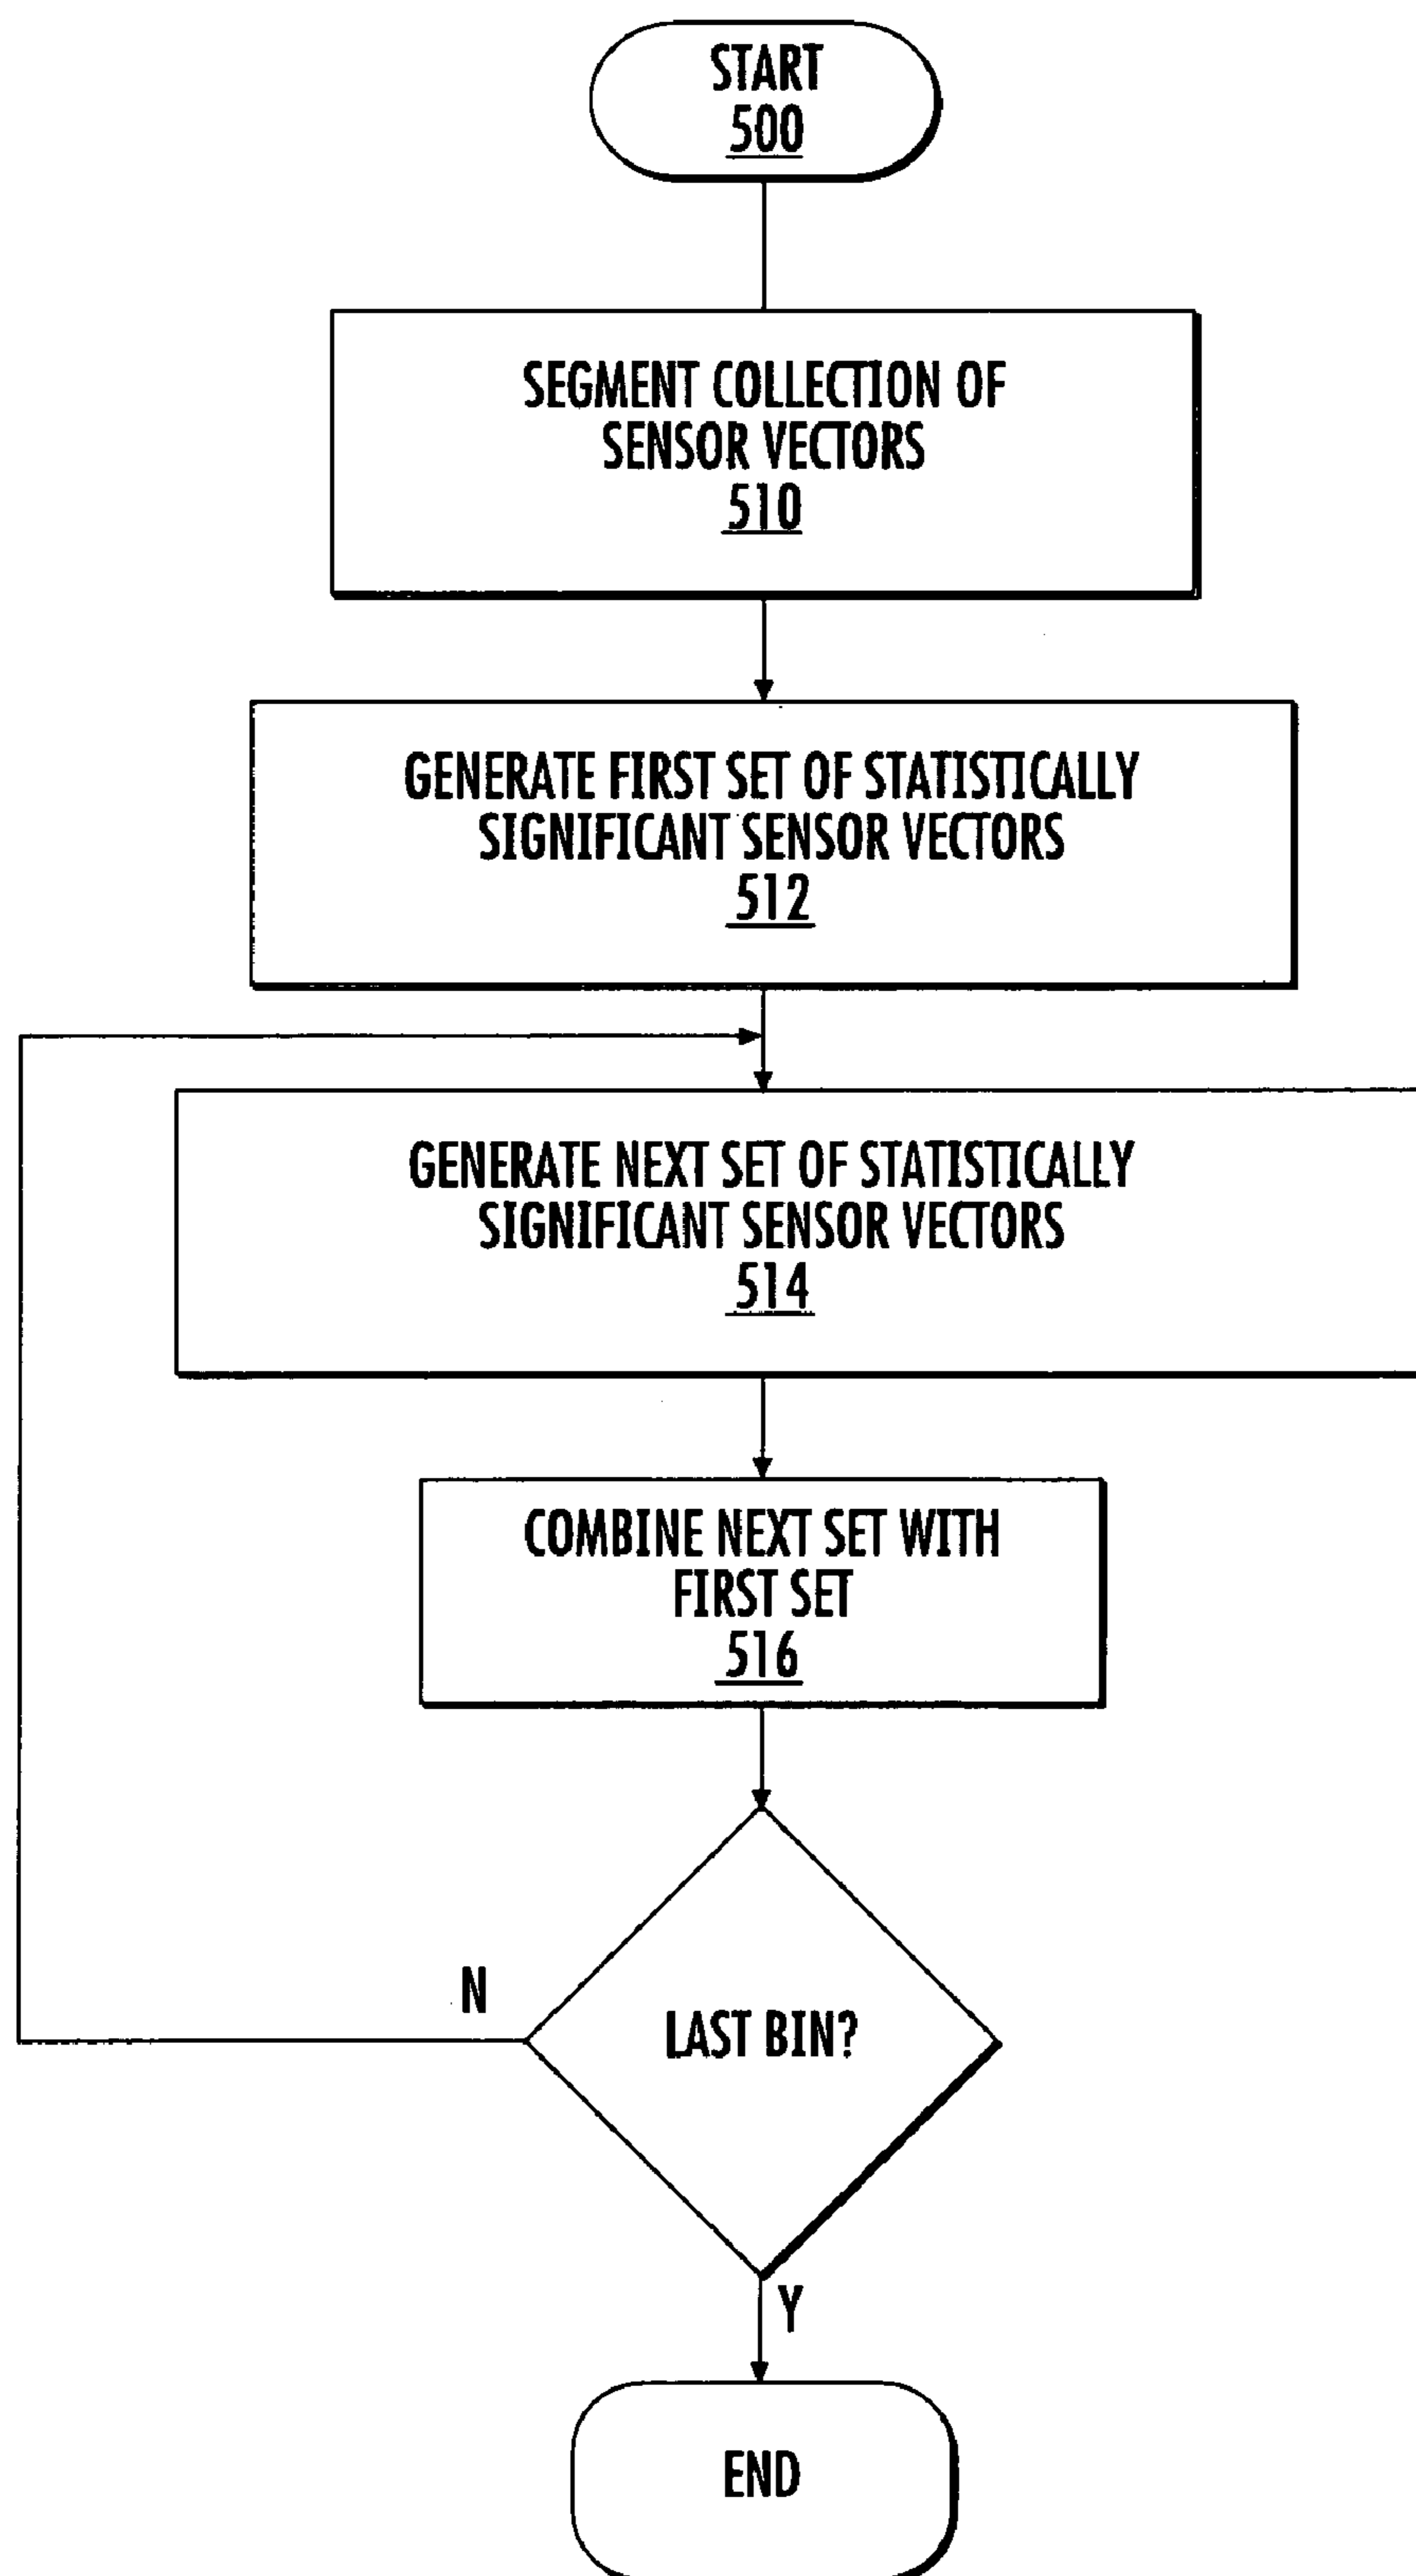 START
500
SEGMENT COLLECTION OF
SENSOR VECTORS
510
GENERATE FIRST SET OF STATISTICALLY
SIGNIFICANT SENSOR VECTORS
512
GENERATE NEXT SET OF STATISTICALLY
SIGNIFICANT SENSOR VECTORS
514
COMBINE NEXT SET WITH
FIRST SET
516
N
LAST BIN?
Y
END